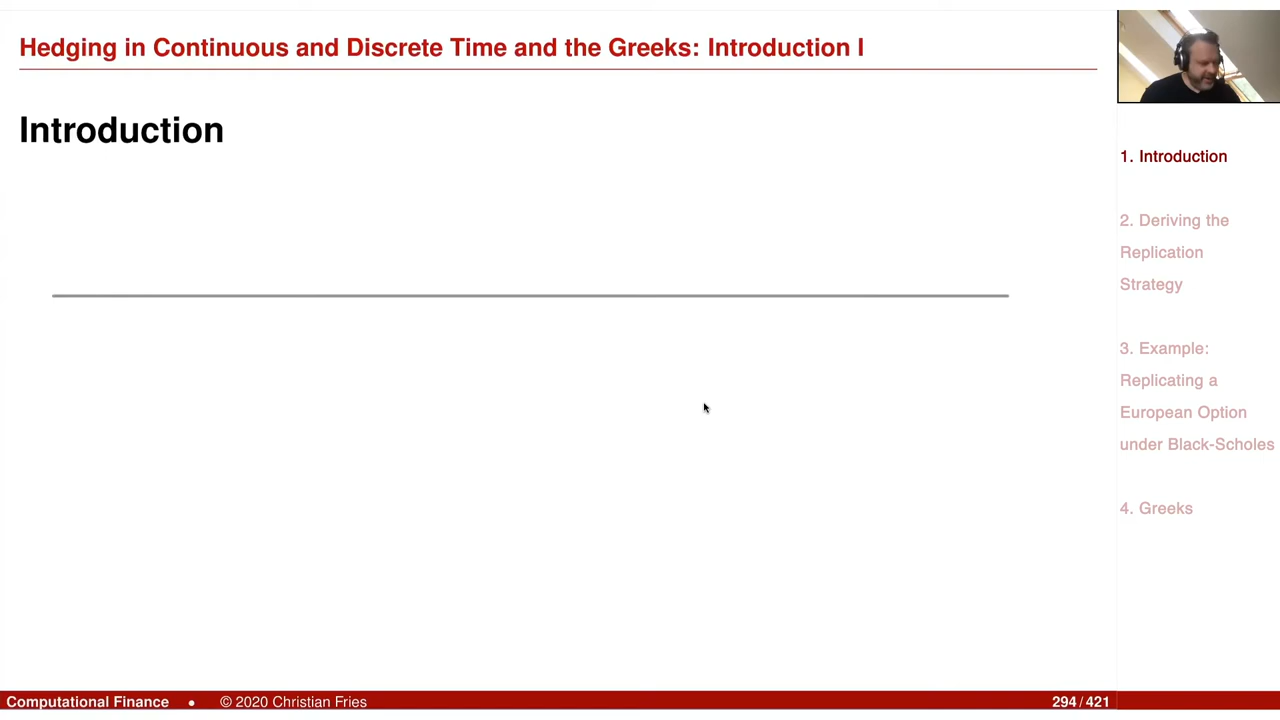 Hedging in Continuous and Discrete Time and the Greeks: Introduction I
Introduction
1. Introduction
2. Deriving the
Replication
Strategy
3. Example:
Replicating a
European Option
under Black-Scholes
4. Greeks
Computational Finance • © 2020 Christian Fries 294/421